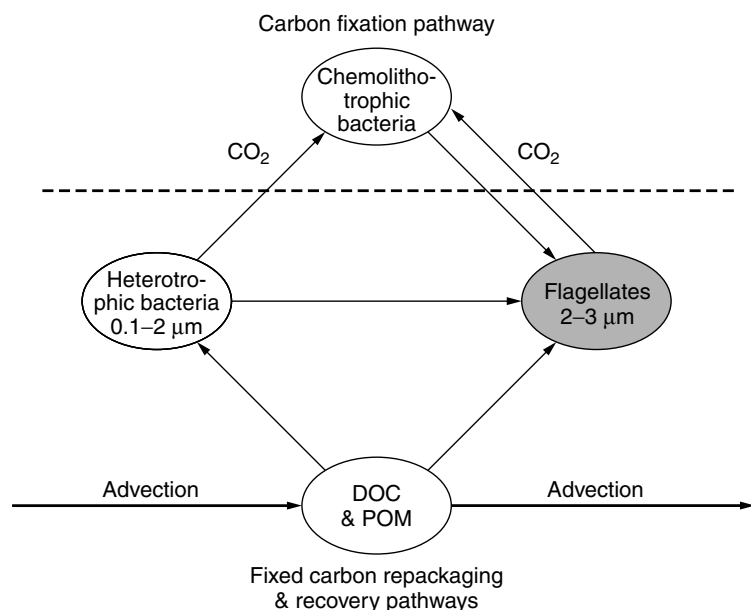 Carbon fixation pathway
Chemolitho-
trophic
bacteria
CO₂
CO₂
Heterotro-
phic bacteria
0.1–2 μm
Flagellates
2–3 μm
Advection
DOC
& POM
Advection
Fixed carbon repackaging
& recovery pathways